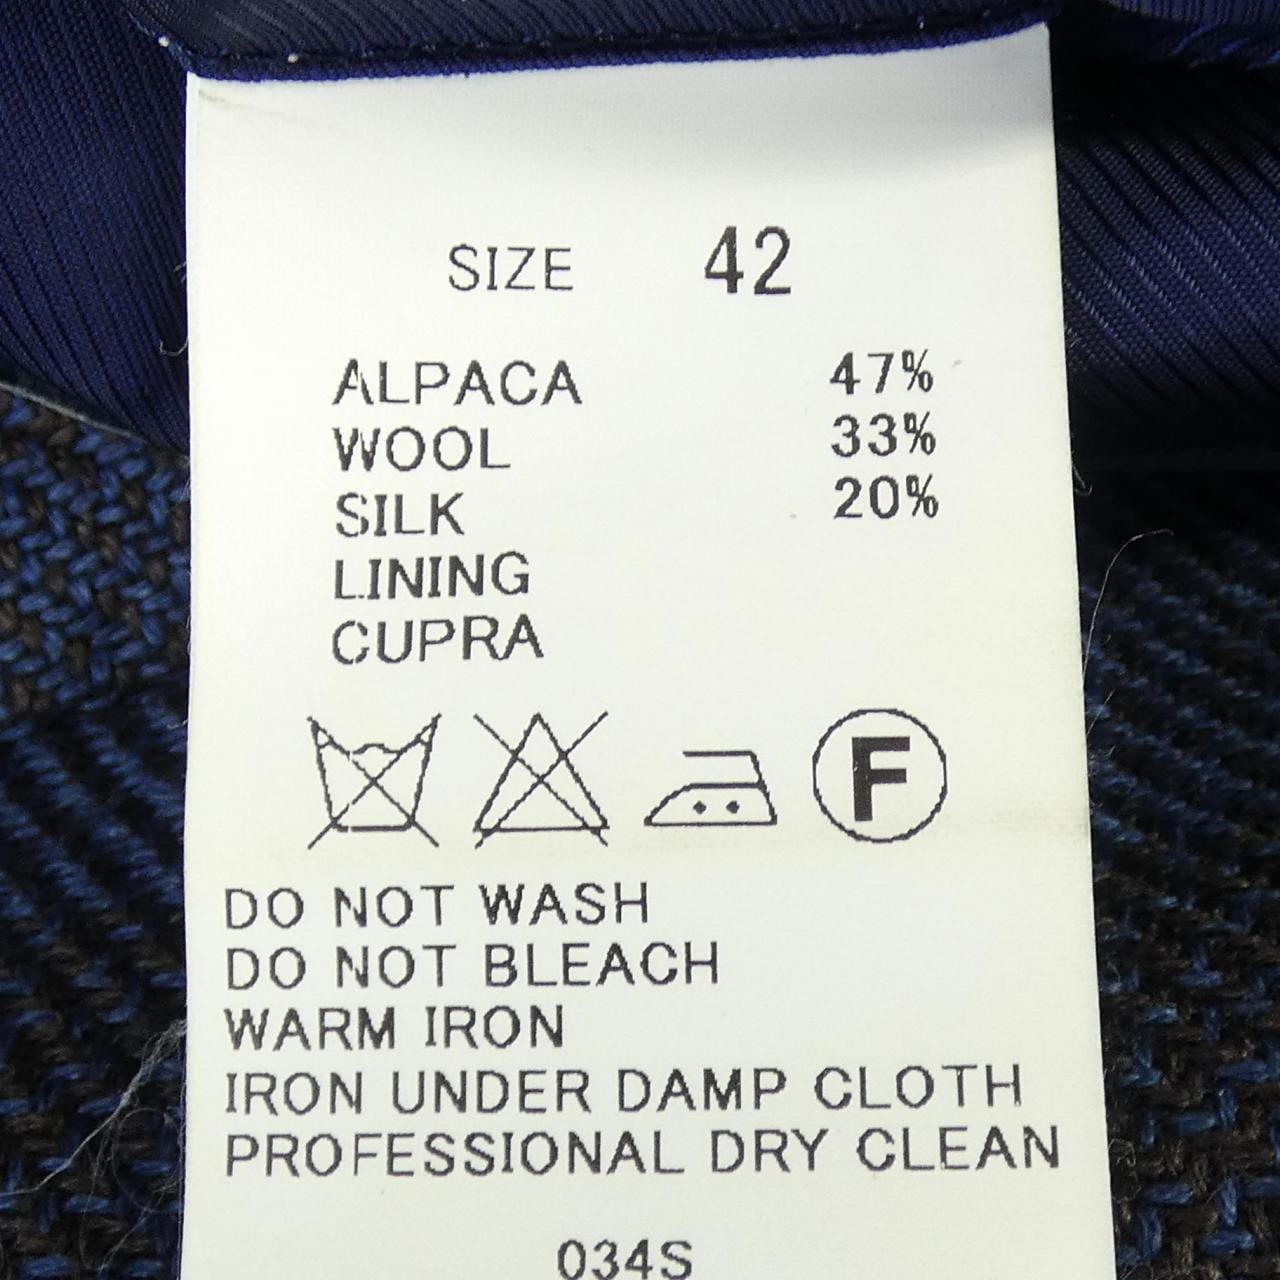 SIZE 42
ALPACA 47%
WOOL 33%
SILK 20%
LINING
CUPRA
F
DO NOT WASH
DO NOT BLEACH
WARM IRON
IRON UNDER DAMP CLOTH
PROFESSIONAL DRY CLEAN
034S